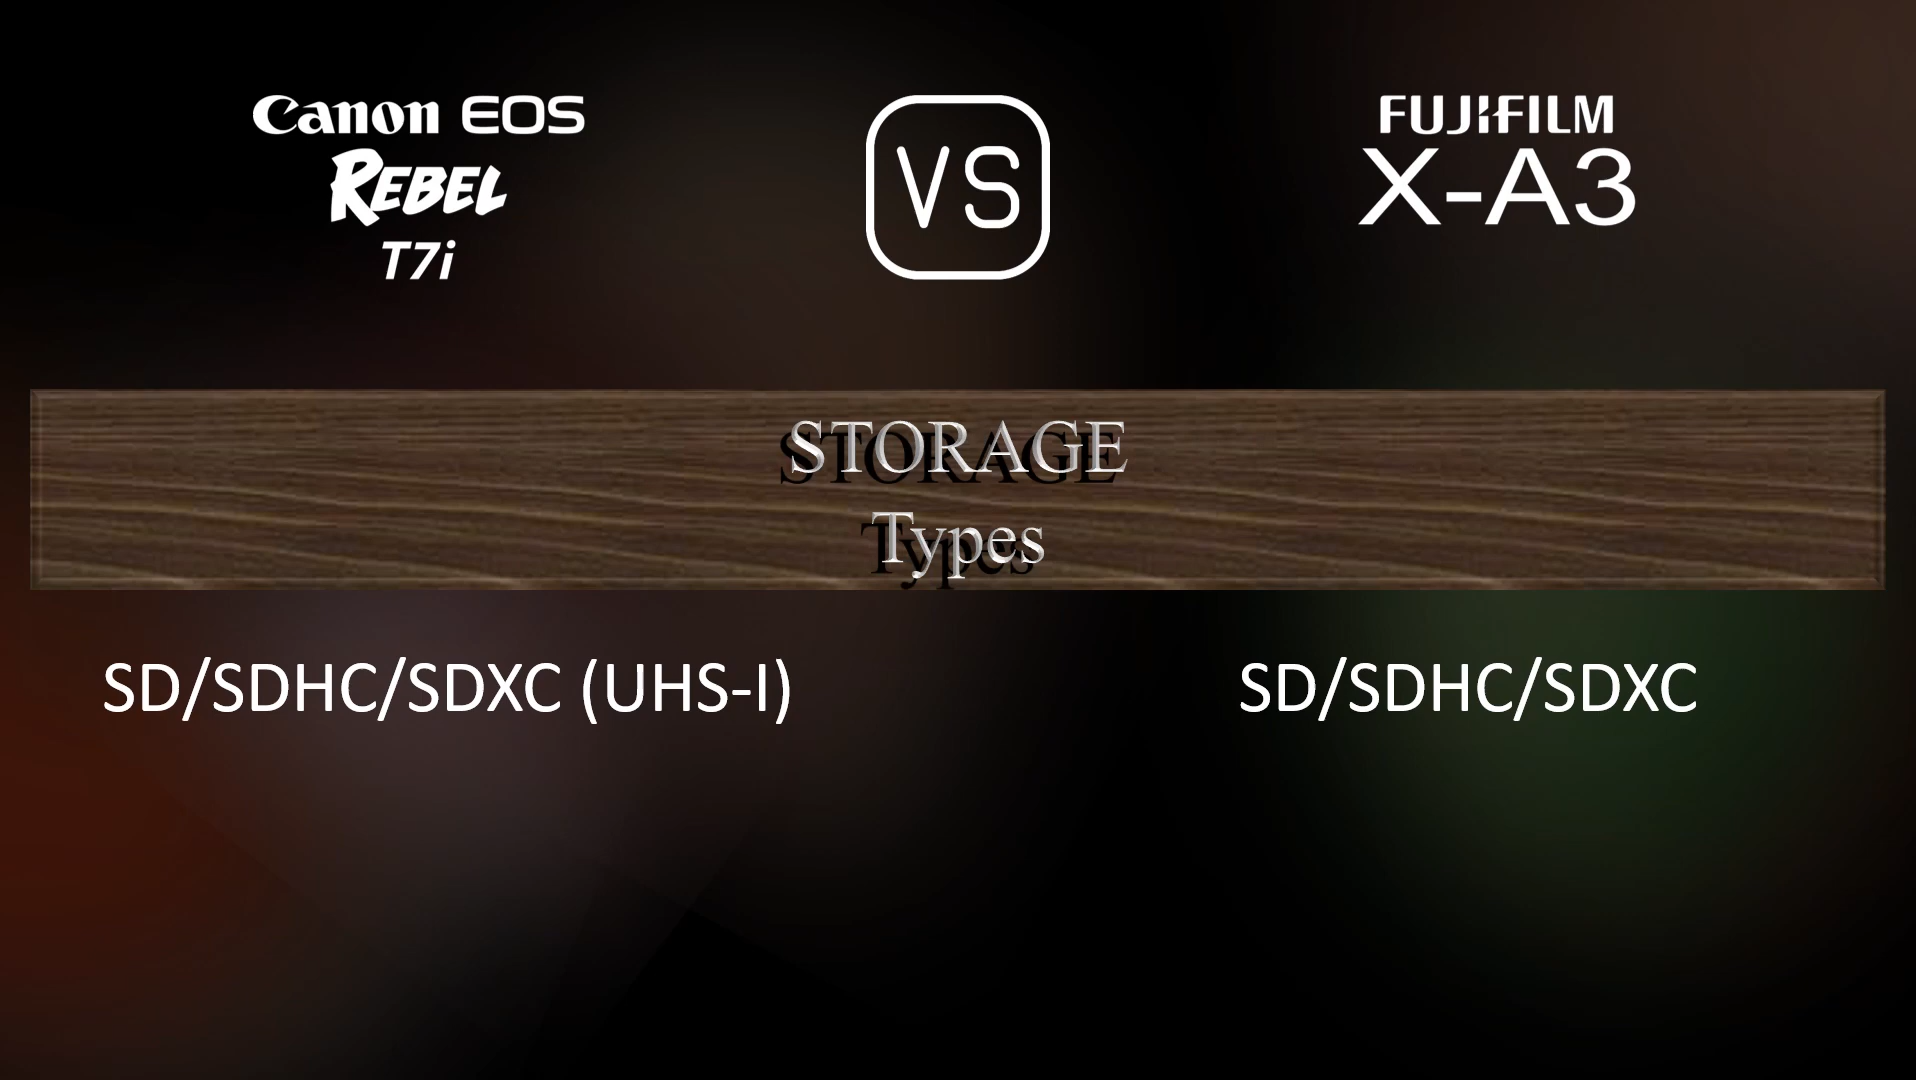 Canon EOS
REBEL
T7i
VS
FUJIFILM
X-A3
STORAGE
Types
SD/SDHC/SDXC (UHS-I)
SD/SDHC/SDXC